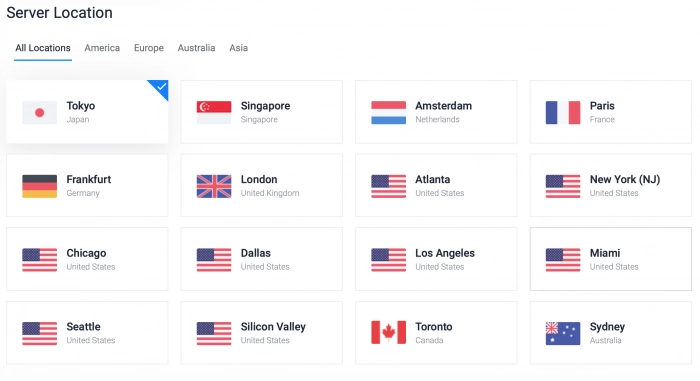 Server Location
All Locations America Europe Australia Asia
Tokyo
Japan
Singapore
Singapore
Amsterdam
Netherlands
Paris
France
Frankfurt
Germany
London
United Kingdom
Atlanta
United States
New York (NJ)
United States
Chicago
United States
Dallas
United States
Los Angeles
United States
Miami
United States
Seattle
United States
Silicon Valley
United States
Toronto
Canada
Sydney
Australia